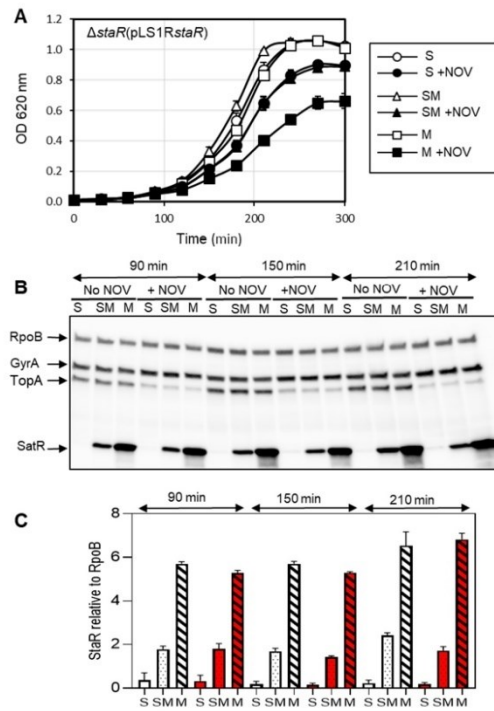 A
ΔstaR(pLS1RstaR)
OD 620 nm
1.2
1.0
0.8
0.6
0.4
0.2
0.0
0 100 200 300
Time (min)
S
S +NOV
SM
SM +NOV
M
M +NOV
B
90 min 150 min 210 min
No NOV + NOV No NOV +NOV No NOV + NOV
S SM M S SM M S SM M S SM M S SM M S SM M
RpoB
GyrA
TopA
SatR
C
90 min 150 min 210 min
StaR relative to RpoB
8
6
4
2
0
S SM M S SM M S SM M S SM M S SM M S SM M